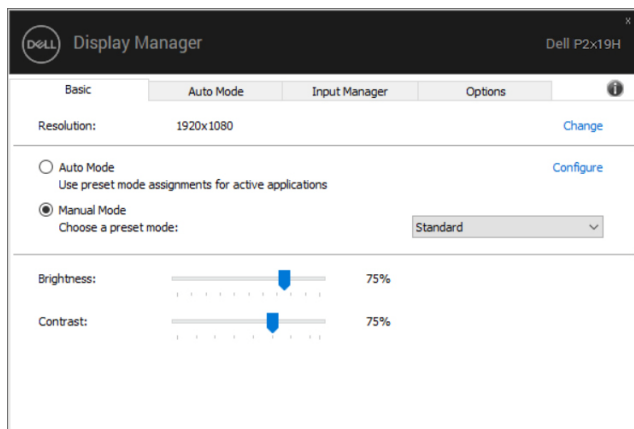 x
DELL Display Manager
Dell P2x19H
Basic Auto Mode Input Manager Options
Resolution: 1920x1080 Change
Auto Mode Configure
Use preset mode assignments for active applications
Manual Mode
Choose a preset mode: Standard
Brightness: 75%
Contrast: 75%